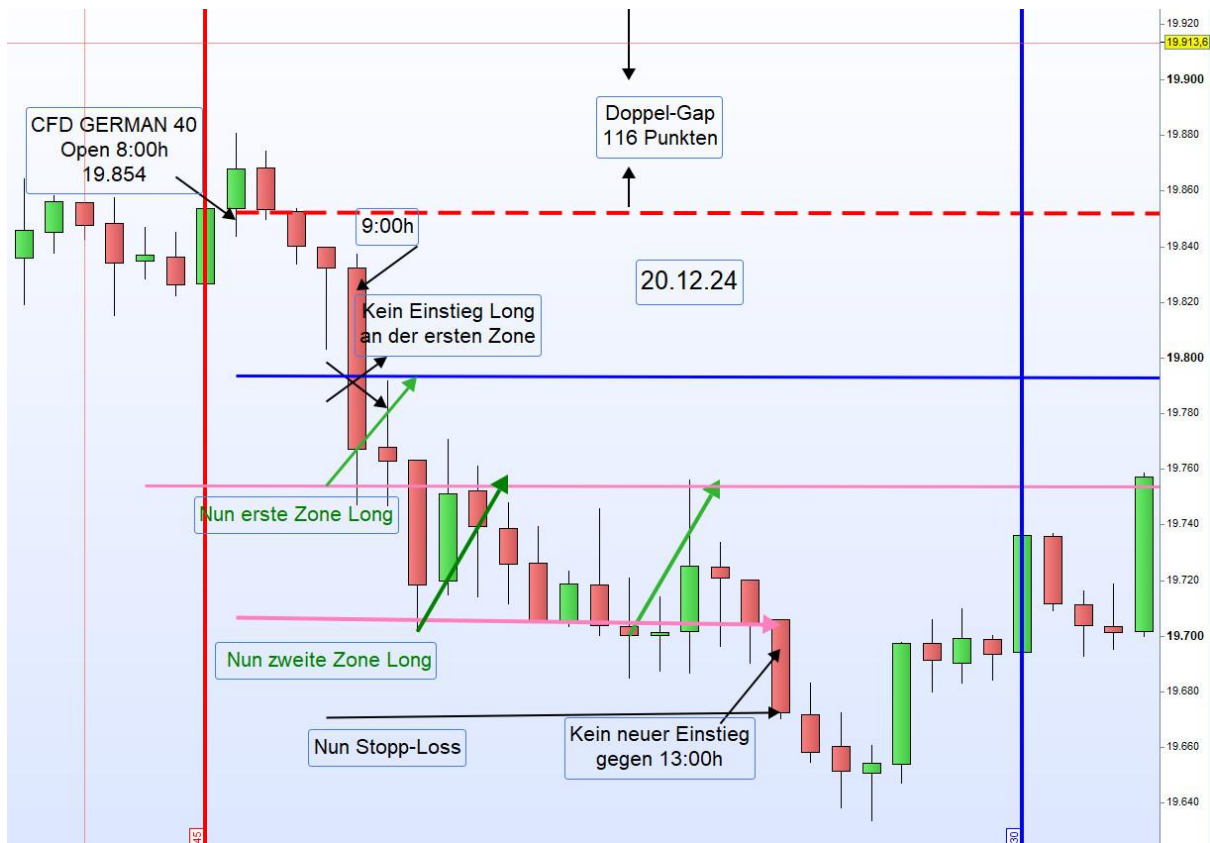 19.920
19.913,6
19.900
Doppel-Gap
116 Punkten
CFD GERMAN 40
Open 8:00h
19.854
19.880
19.860
9:00h
19.840
20.12.24
19.820
Kein Einstieg Long
an der ersten Zone
19.800
19.780
19.760
Nun erste Zone Long
19.740
19.720
19.700
Nun zweite Zone Long
19.680
Nun Stopp-Loss
Kein neuer Einstieg
gegen 13:00h
19.660
19.640
45
30